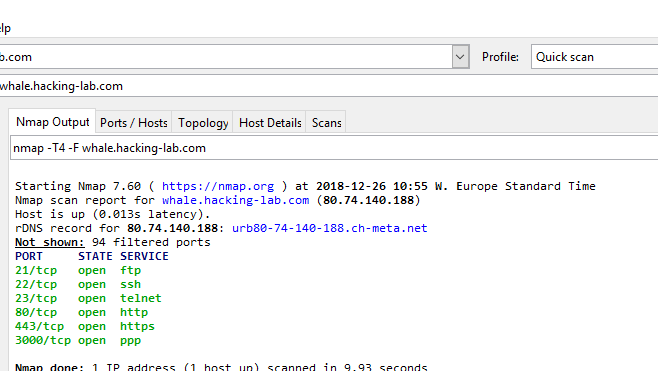 elp
b.com Profile: Quick scan
whale.hacking-lab.com
Nmap Output Ports / Hosts Topology Host Details Scans
nmap -T4 -F whale.hacking-lab.com
Starting Nmap 7.60 ( https://nmap.org ) at 2018-12-26 10:55 W. Europe Standard Time
Nmap scan report for whale.hacking-lab.com (80.74.140.188)
Host is up (0.013s latency).
rDNS record for 80.74.140.188: urb80-74-140-188.ch-meta.net
Not shown: 94 filtered ports
PORT STATE SERVICE
21/tcp open ftp
22/tcp open ssh
23/tcp open telnet
80/tcp open http
443/tcp open https
3000/tcp open ppp
Nmap done: 1 IP address (1 host up) scanned in 9.93 seconds